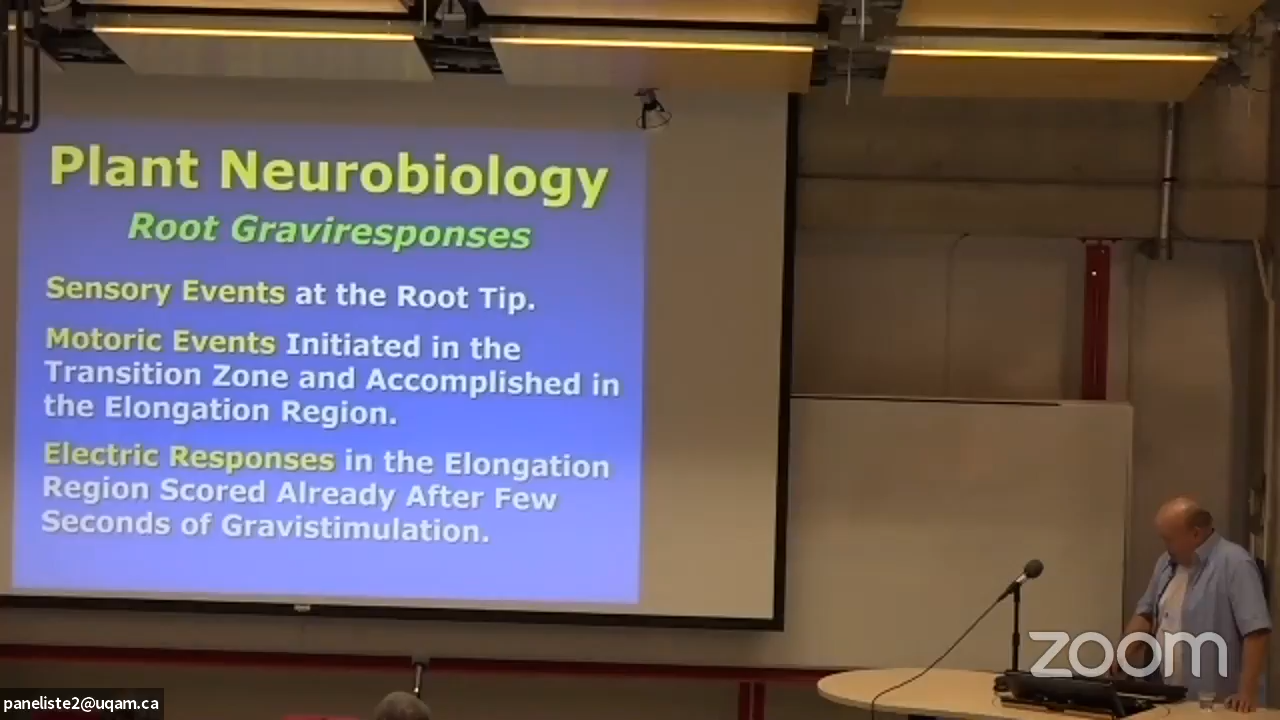 Plant Neurobiology
Root Graviresponses
Sensory Events at the Root Tip.
Motoric Events Initiated in the
Transition Zone and Accomplished in
the Elongation Region.
Electric Responses in the Elongation
Region Scored Already After Few
Seconds of Gravistimulation.
zoom
paneliste2@uqam.ca